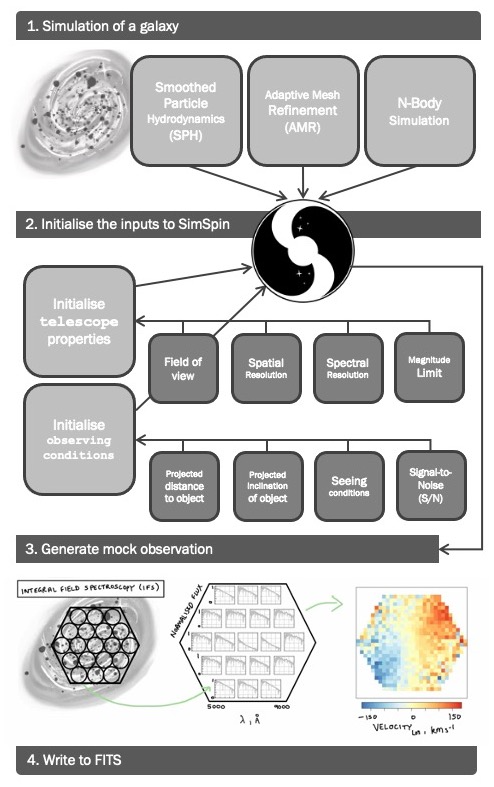 1. Simulation of a galaxy
Smoothed
Particle
Hydrodynamics
(SPH)
Adaptive Mesh
Refinement
(AMR)
N-Body
Simulation
2. Initialise the inputs to SimSpin
Initialise
telescope
properties
Field of
view
Spatial
Resolution
Spectral
Resolution
Magnitude
Limit
Initialise
observing
conditions
Projected
distance
to object
Projected
inclination
of object
Seeing
conditions
Signal-to-
Noise
(S/N)
3. Generate mock observation
INTEGRAL FIELD SPECTROSCOPY (IFS)
NORMALISED FLUX
5000 9000
λ, Å
-150 0 150
VELOCITY LOS, kms⁻¹
4. Write to FITS